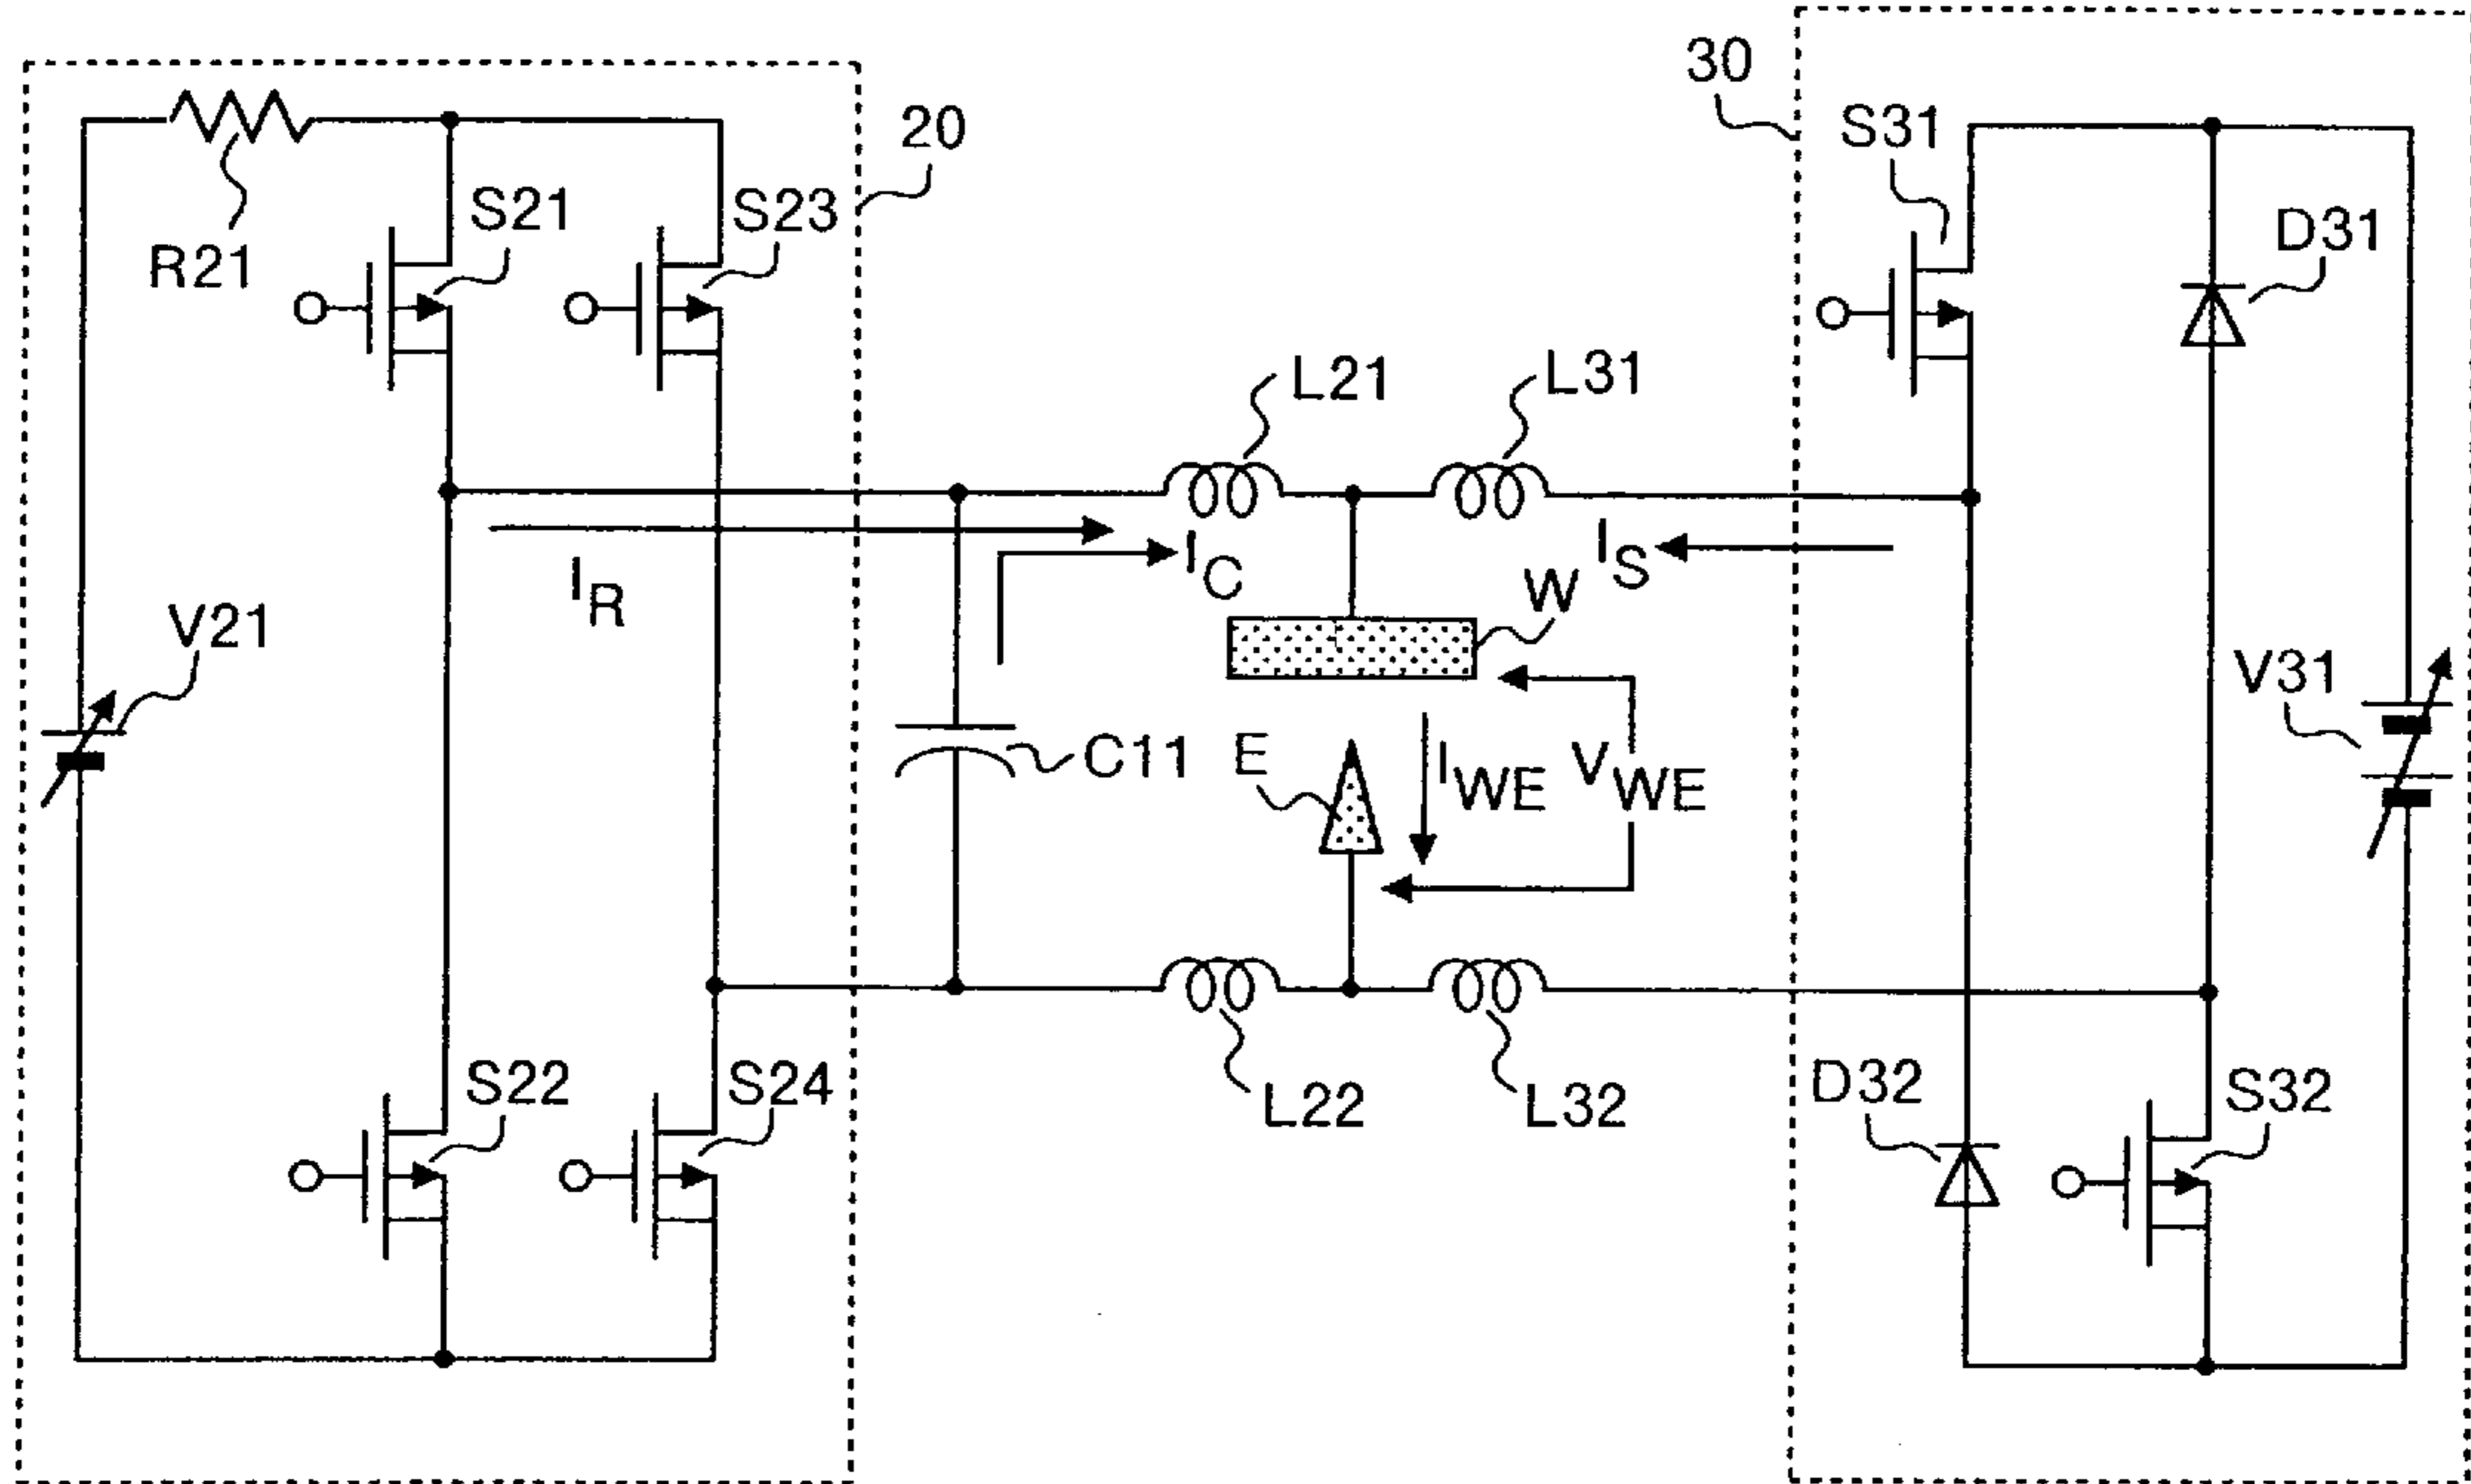 30
S31
20
S21
S23
D31
R21
L21
L31
I_C
I_S
W
I_R
V21
V31
E
I_WE
V_WE
C11
S22
S24
L22
L32
D32
S32